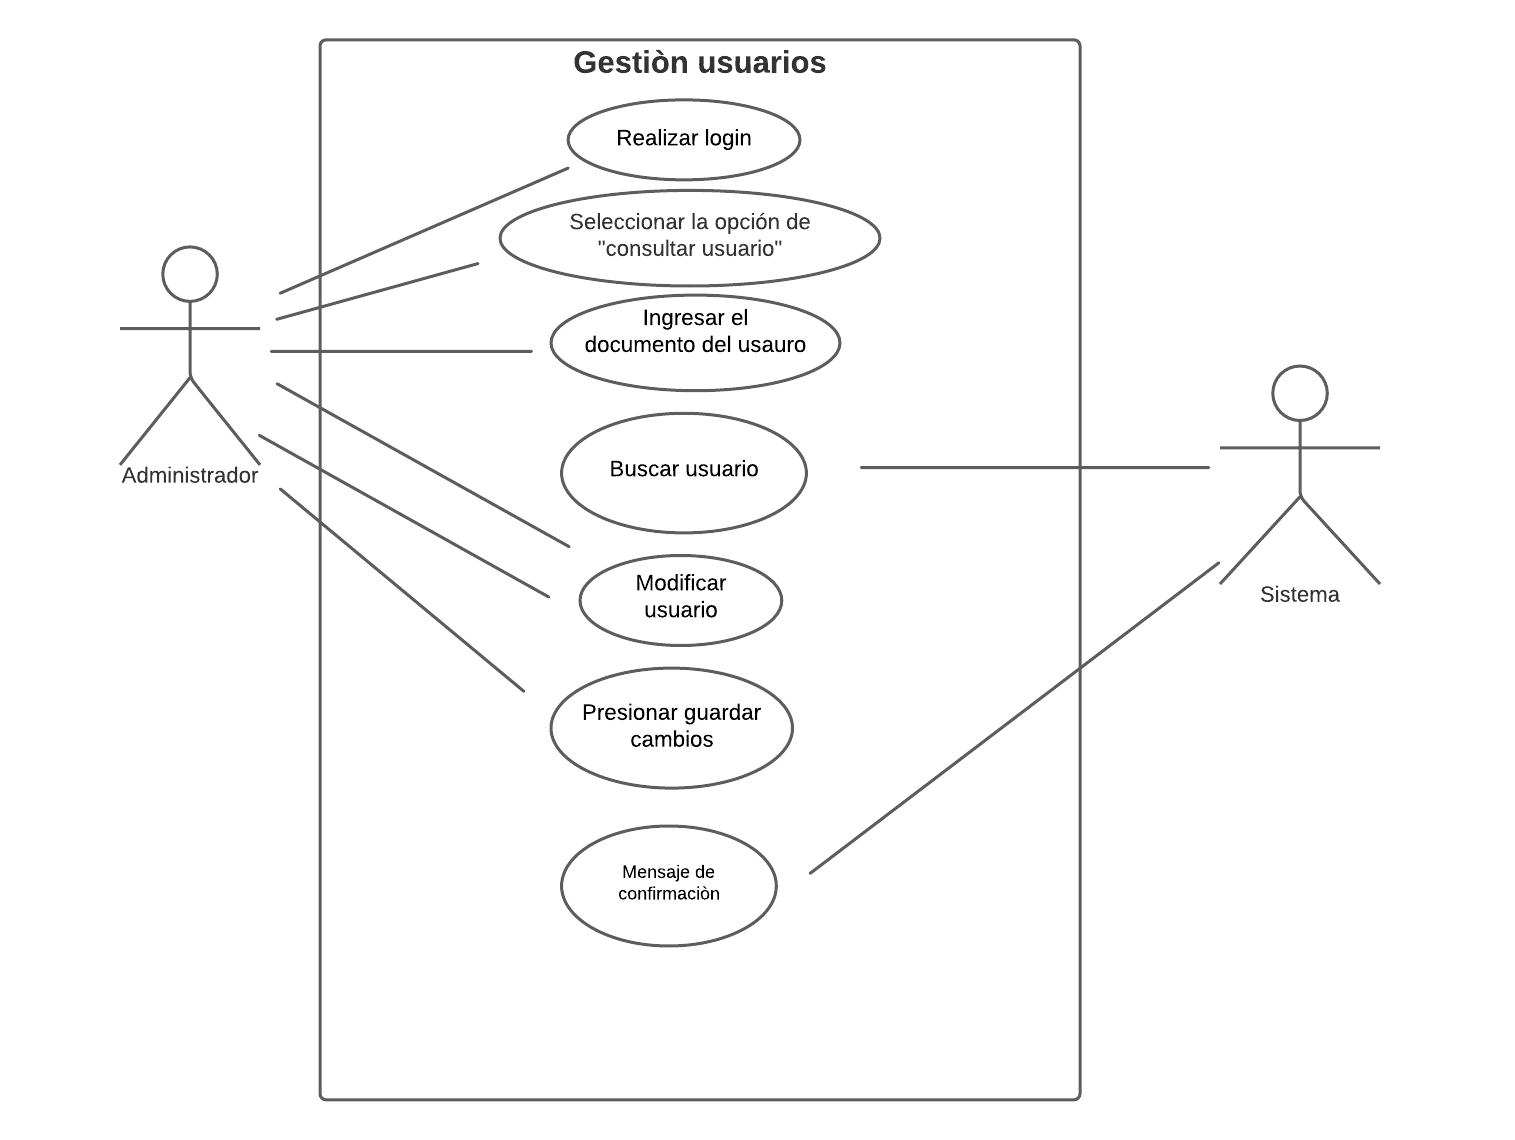 Gestiòn usuarios
Realizar login
Seleccionar la opción de
"consultar usuario"
Ingresar el
documento del usauro
Buscar usuario
Modificar
usuario
Presionar guardar
cambios
Mensaje de
confirmaciòn
Administrador
Sistema